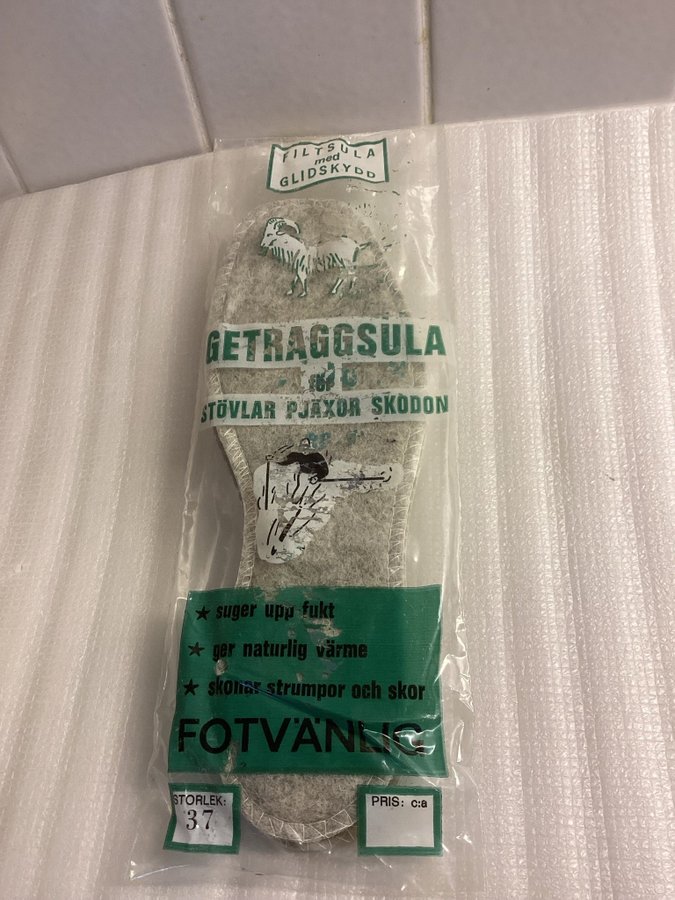 FILTSULA
med
GLIDSKYDD
GETRAGGSULA
för
STÖVLAR PJÄXOR SKODON
★ suger upp fukt
★ ger naturlig värme
★ skonar strumpor och skor
FOTVÄNLIG
STORLEK:
37
PRIS: c:a